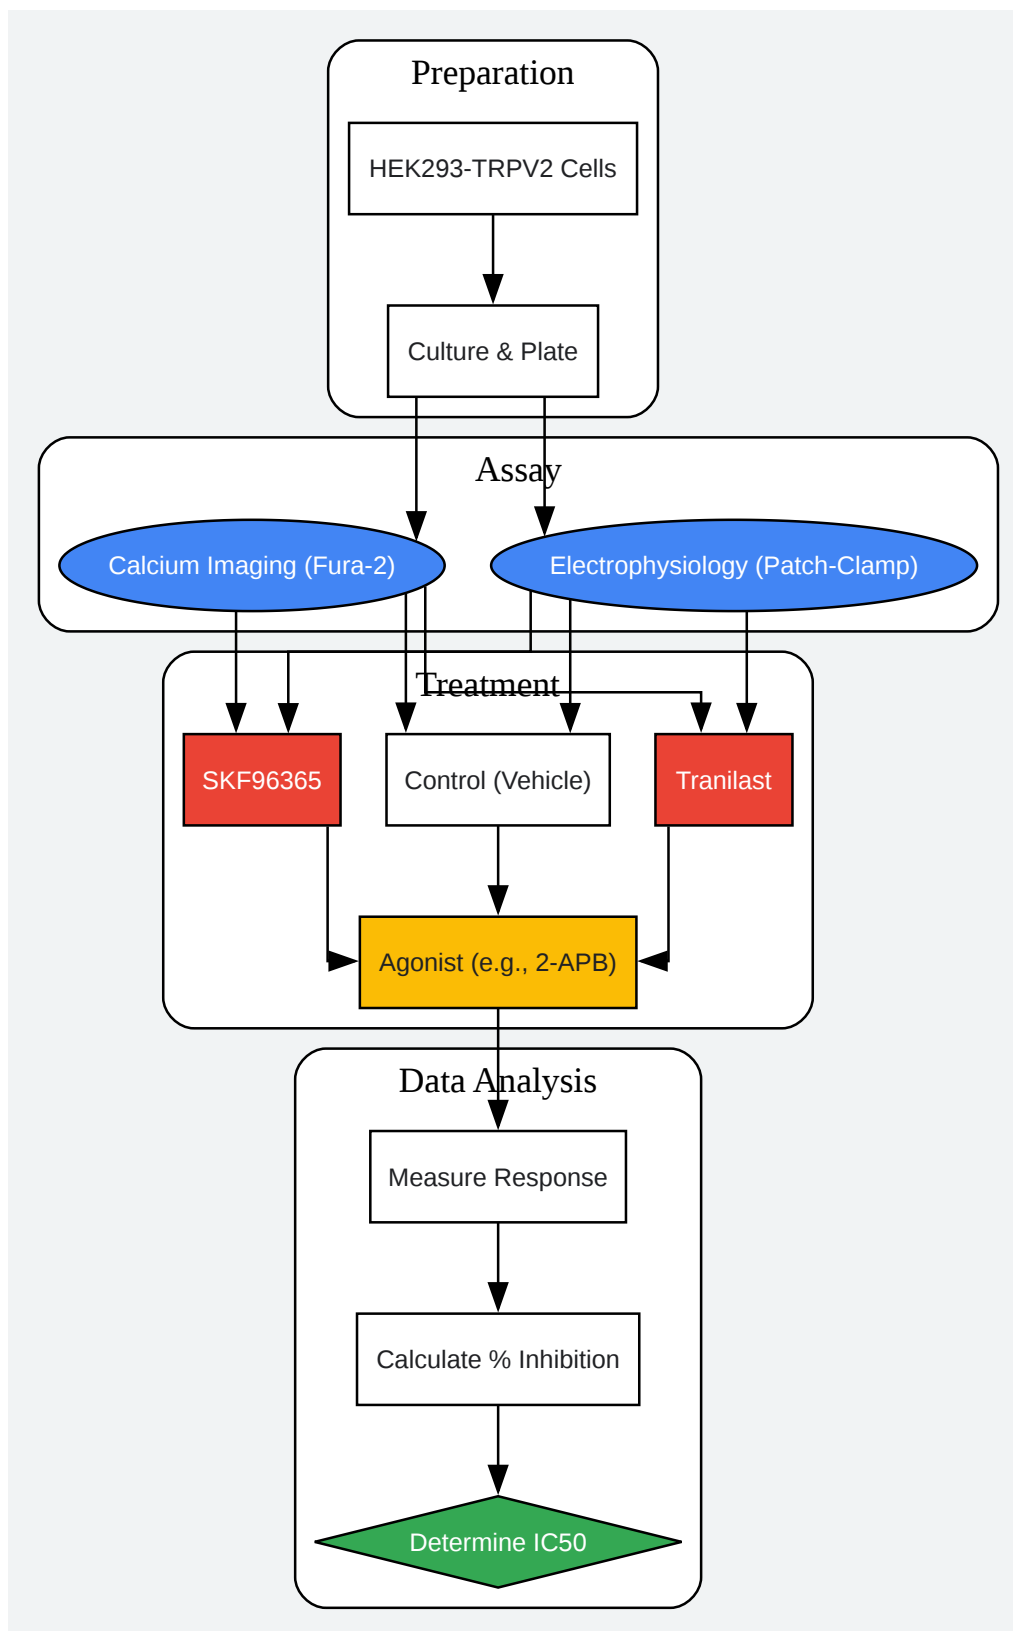 Preparation
HEK293-TRPV2 Cells
Culture & Plate
Assay
Calcium Imaging (Fura-2)
Electrophysiology (Patch-Clamp)
Treatment
SKF96365
Control (Vehicle)
Tranilast
Agonist (e.g., 2-APB)
Data Analysis
Measure Response
Calculate % Inhibition
Determine IC50